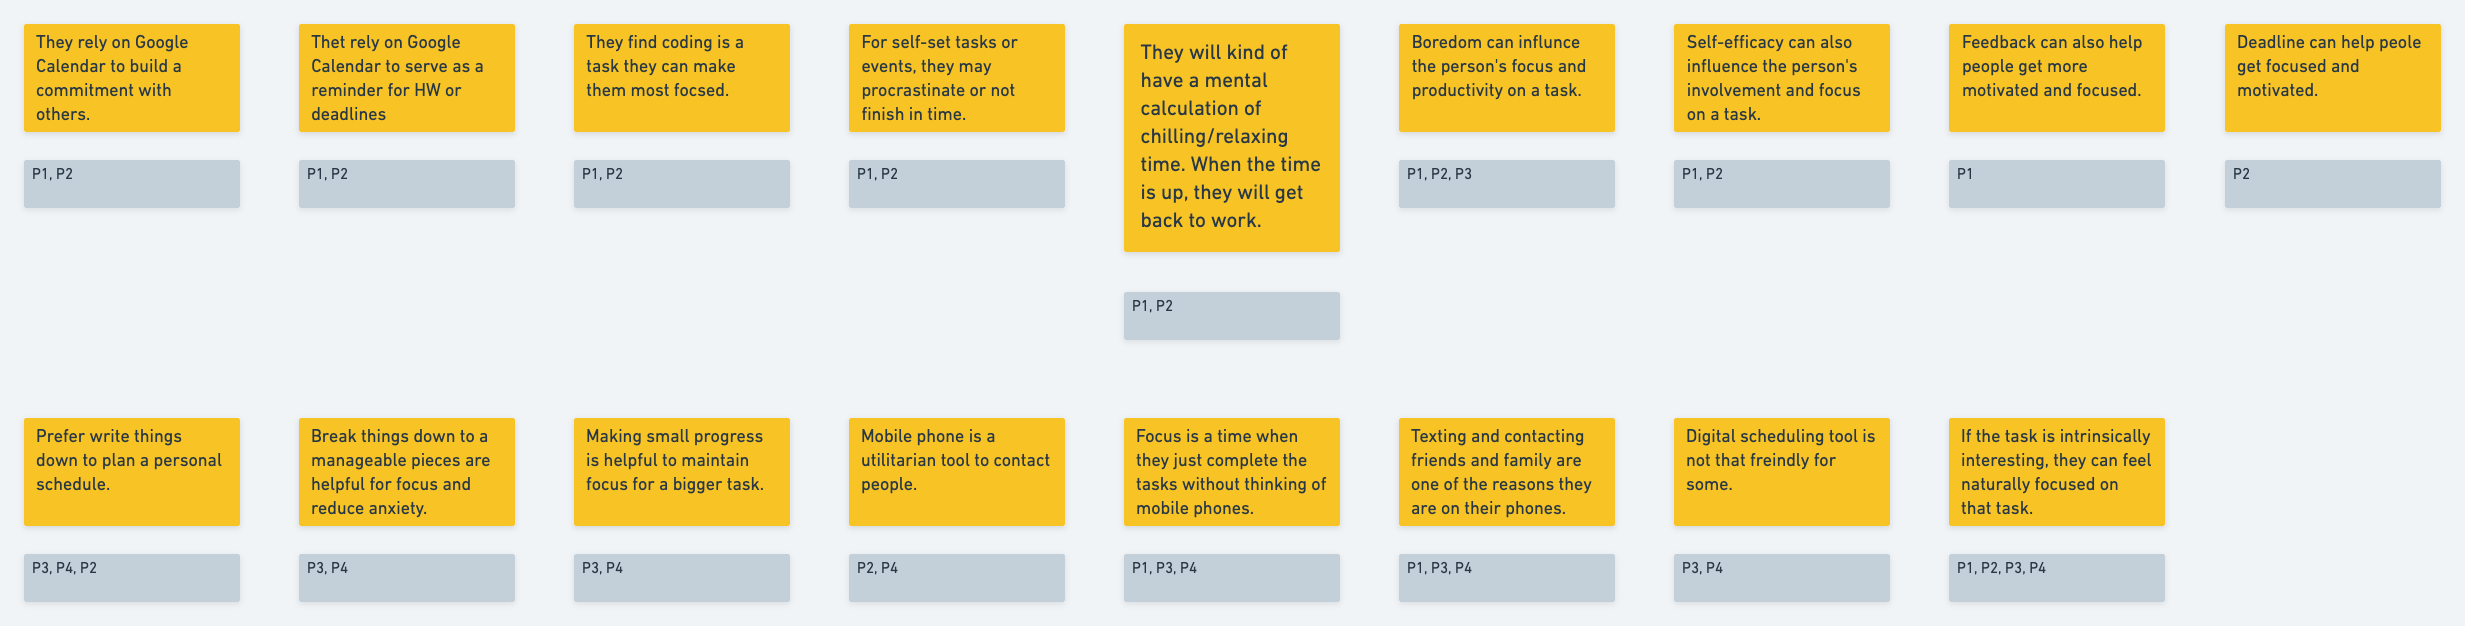 They rely on Google
Calendar to build a
commitment with
others.
P1, P2
Thet rely on Google
Calendar to serve as a
reminder for HW or
deadlines
P1, P2
They find coding is a
task they can make
them most focsed.
P1, P2
For self-set tasks or
events, they may
procrastinate or not
finish in time.
P1, P2
They will kind of
have a mental
calculation of
chilling/relaxing
time. When the time
is up, they will get
back to work.
P1, P2
Boredom can influnce
the person's focus and
productivity on a task.
P1, P2, P3
Self-efficacy can also
influence the person's
involvement and focus
on a task.
P1, P2
Feedback can also help
people get more
motivated and focused.
P1
Deadline can help peole
get focused and
motivated.
P2
Prefer write things
down to plan a personal
schedule.
P3, P4, P2
Break things down to a
manageable pieces are
helpful for focus and
reduce anxiety.
P3, P4
Making small progress
is helpful to maintain
focus for a bigger task.
P3, P4
Mobile phone is a
utilitarian tool to contact
people.
P2, P4
Focus is a time when
they just complete the
tasks without thinking of
mobile phones.
P1, P3, P4
Texting and contacting
friends and family are
one of the reasons they
are on their phones.
P1, P3, P4
Digital scheduling tool is
not that freindly for
some.
P3, P4
If the task is intrinsically
interesting, they can feel
naturally focused on
that task.
P1, P2, P3, P4